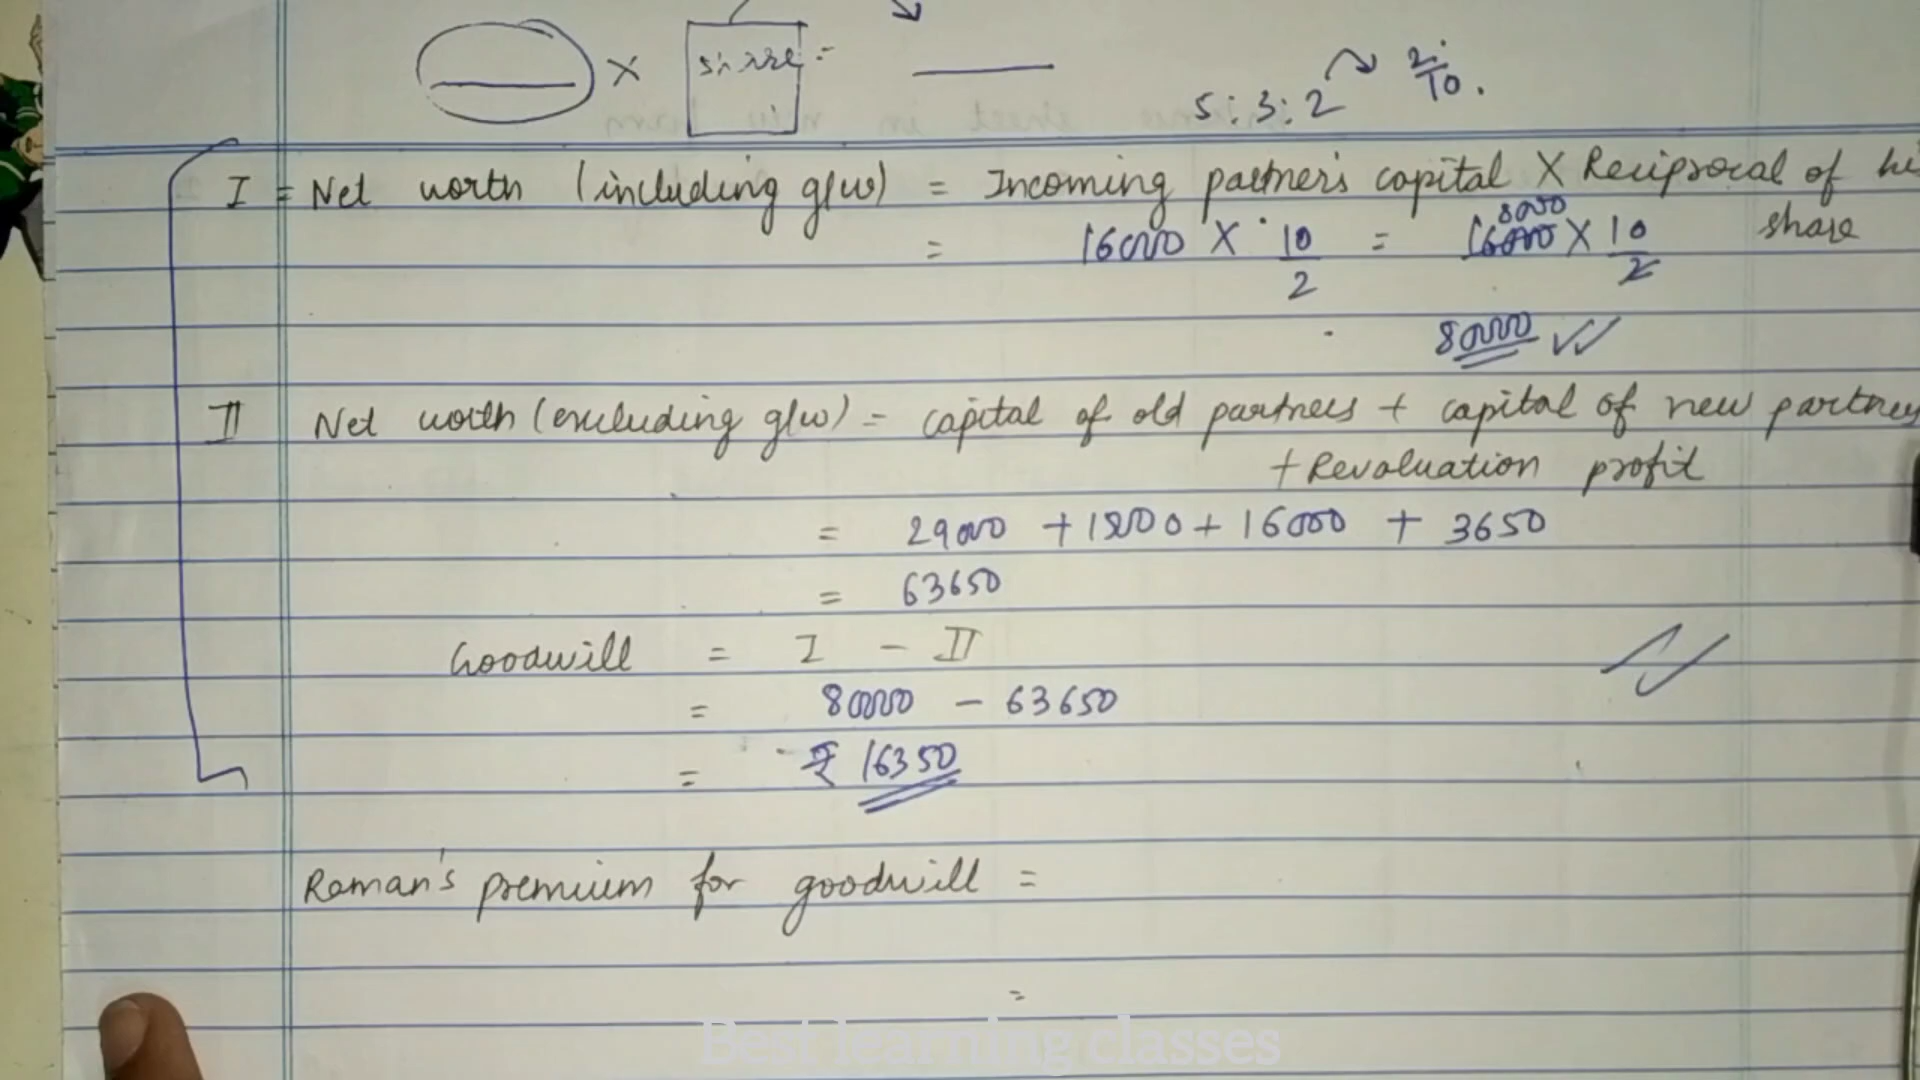 × share =
5:3:2 2/10.
I = Net worth (including g/w) = Incoming partner's capital X Reciprocal of hi
share
= 16000 X 10/2 = 16000 X 10/2
8000
80000
II Net worth (excluding g/w) = capital of old partners + capital of new partners
+ Revaluation profit
= 29000 + 15000 + 16000 + 3650
= 63650
Goodwill = I - II
= 80000 - 63650
= ₹ 16350
Raman's premium for goodwill =
=
Best learning classes